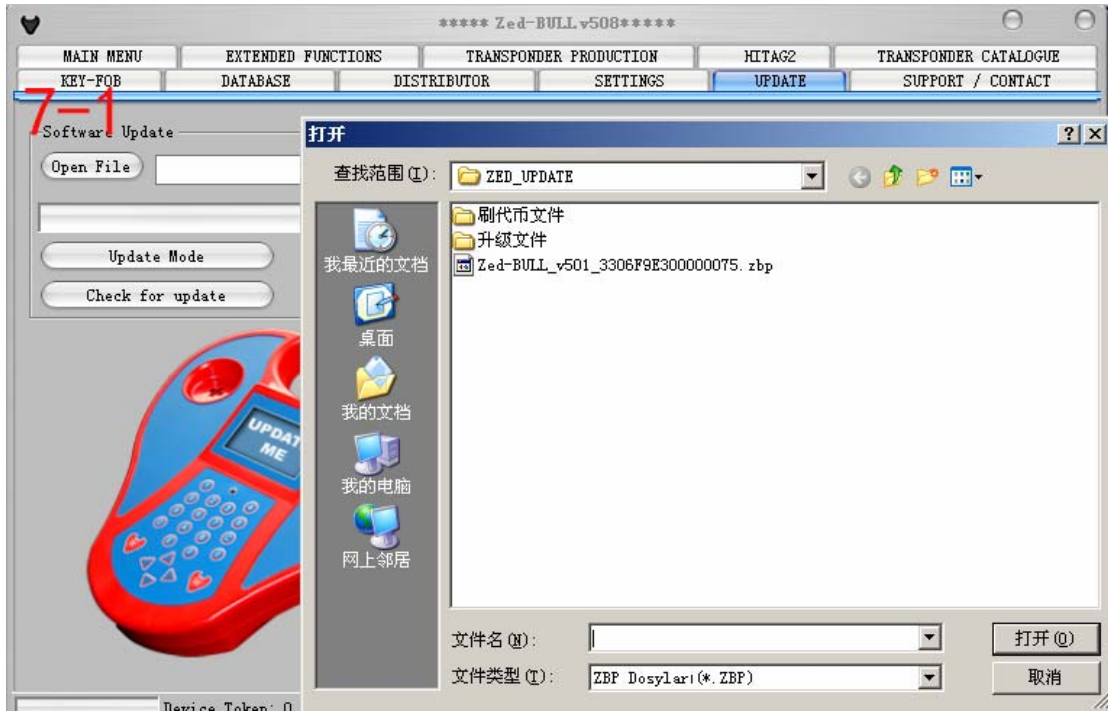 ***** Zed-BULL v508*****
MAIN MENU EXTENDED FUNCTIONS TRANSPONDER PRODUCTION HITAG2 TRANSPONDER CATALOGUE
KEY-FOB DATABASE DISTRIBUTOR SETTINGS UPDATE SUPPORT / CONTACT
7-1
Software Update
Open File
Update Mode
Check for update
UPDAT
ME
Device Token: 0
打开
查找范围(I): ZED_UPDATE
我最近的文档
桌面
我的文档
我的电脑
网上邻居
刷代币文件
升级文件
Zed-BULL_v501_3306F9E300000075.zbp
文件名(N): 打开(O)
文件类型(T): ZBP Dosyları(*.ZBP) 取消